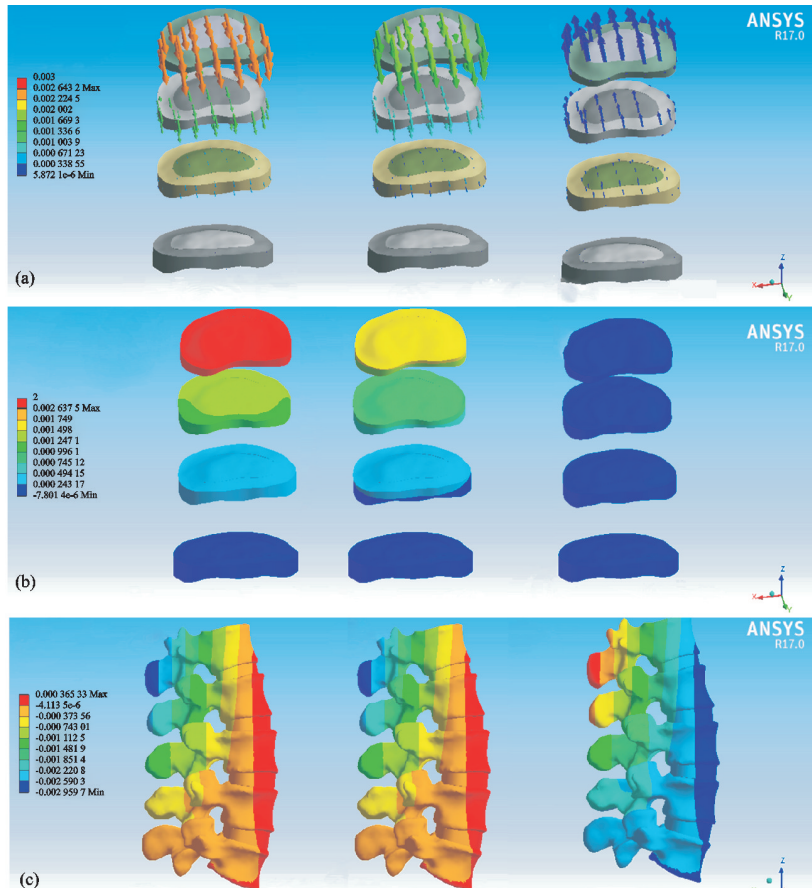 ANSYS
R17.0
0.003
0.002 643 2 Max
0.002 224 5
0.002 002
0.001 669 3
0.001 336 6
0.001 003 9
0.000 671 23
0.000 338 55
5.872 1e-6 Min
(a)
Z
X
Y
ANSYS
R17.0
2
0.002 637 5 Max
0.001 749
0.001 498
0.001 247 1
0.000 996 1
0.000 745 12
0.000 494 15
0.000 243 17
-7.801 4e-6 Min
(b)
Z
X
Y
ANSYS
R17.0
0.000 365 33 Max
-4.113 5e-6
-0.000 373 56
-0.000 743 01
-0.001 112 5
-0.001 481 9
-0.001 851 4
-0.002 220 8
-0.002 590 3
-0.002 959 7 Min
(c)
Z